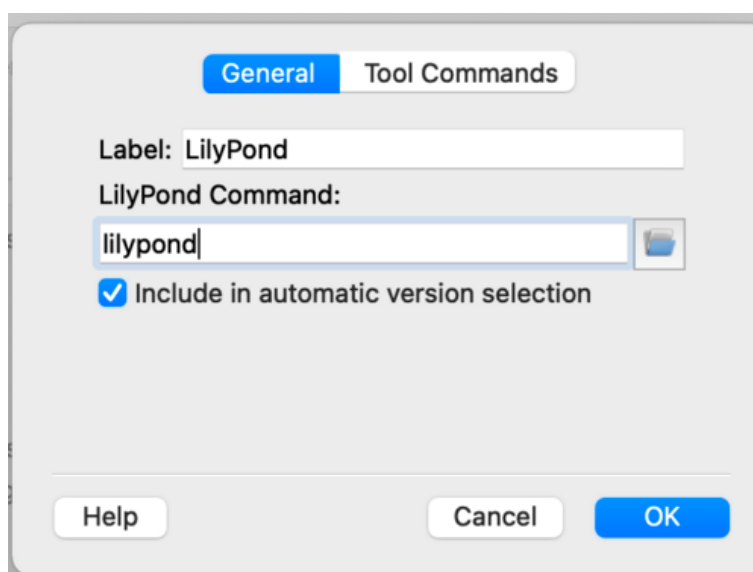 General Tool Commands
Label: LilyPond
LilyPond Command:
lilypond
Include in automatic version selection
Help Cancel OK